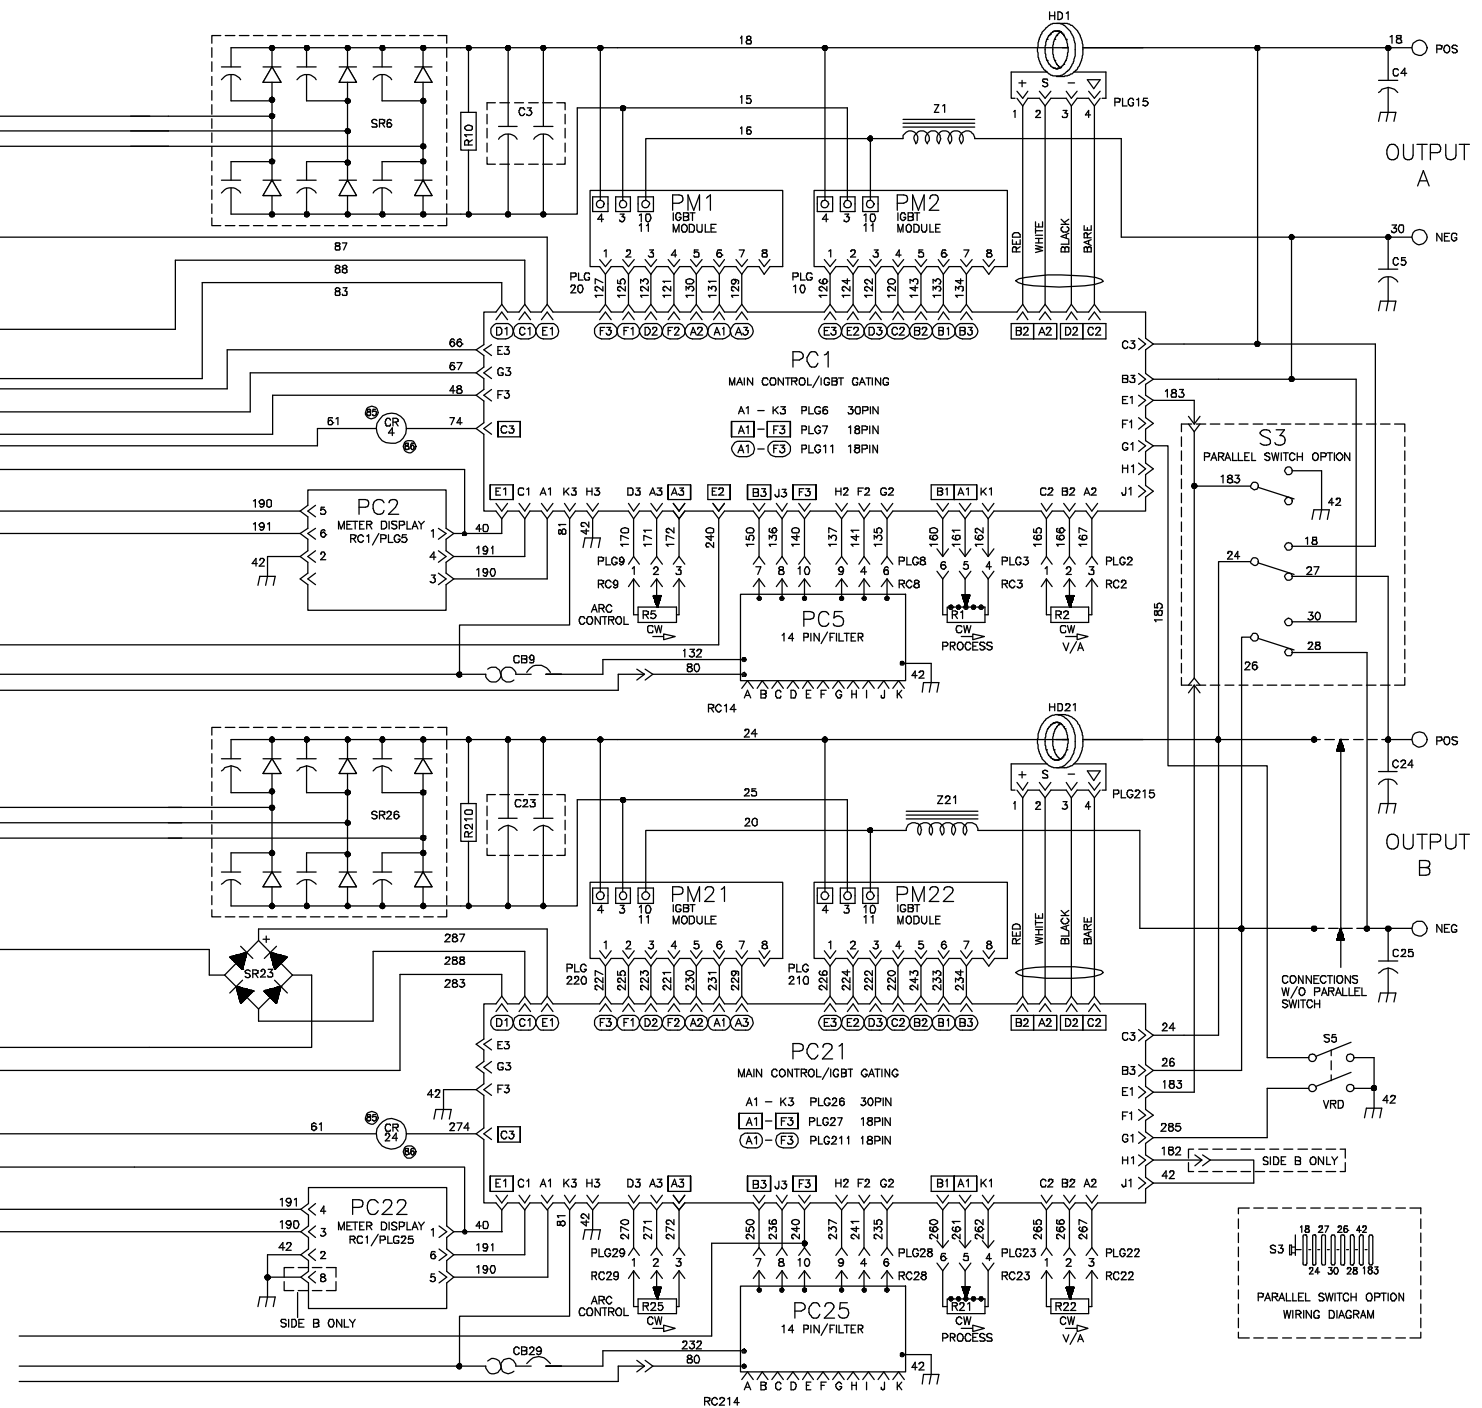 HD1
18
18
POS
C4
+ S −
PLG15
1 2 3 4
C3
15
Z1
SR6
R10
16
OUTPUT
A
PM1
IGBT
MODULE
4 3 10
11
PM2
IGBT
MODULE
4 3 10
11
RED
WHITE
BLACK
BARE
30
NEG
C5
87
88
83
1 2 3 4 5 6 7 8
PLG
20
127 125 123 121 130 131 129
1 2 3 4 5 6 7 8
PLG
10
126 124 122 120 143 133 134
D1 C1 E1
F3 F1 D2 F2 A2 A1 A3
E3 E2 D3 C2 B2 B1 B3
B2 A2 D2 C2
66 E3
67 G3
48 F3
61
85
CR
4
86
74 C3
PC1
MAIN CONTROL/IGBT GATING
A1 – K3 PLG6 30PIN
A1 – F3 PLG7 18PIN
A1 – F3 PLG11 18PIN
C3
B3
E1 183
F1
G1
H1
J1
S3
PARALLEL SWITCH OPTION
183
42
18
24
27
30
28
26
185
E1 C1 A1 K3 H3
D3 A3 A3 E2
B3 J3 F3
H2 F2 G2
B1 A1 K1
C2 B2 A2
190 5
191 6
42 2
PC2
METER DISPLAY
RC1/PLG5
1 40
4 191
3 190
81
42
170 171 172
240
150 136 140
137 141 135
160 161 162
165 166 167
PLG9
1 2 3
RC9
ARC
CONTROL
R5
CW
7 8 10 9 4 6
PLG8
RC8
PC5
14 PIN/FILTER
6 5 4
PLG3
RC3
R1
CW
PROCESS
1 2 3
PLG2
RC2
R2
CW
V/A
CB9
132
80
42
A B C D E F G H I J K
RC14
HD21
24
POS
C24
+ S −
PLG215
1 2 3 4
C23
25
Z21
SR26
R210
20
OUTPUT
B
PM21
IGBT
MODULE
4 3 10
11
PM22
IGBT
MODULE
4 3 10
11
RED
WHITE
BLACK
BARE
NEG
C25
CONNECTIONS
W/O PARALLEL
SWITCH
+
SR23
287
288
283
1 2 3 4 5 6 7 8
PLG
220
227 225 223 221 230 231 229
1 2 3 4 5 6 7 8
PLG
210
226 224 222 220 243 233 234
D1 C1 E1
F3 F1 D2 F2 A2 A1 A3
E3 E2 D3 C2 B2 B1 B3
B2 A2 D2 C2
E3
G3
42 F3
61
85
CR
24
86
274 C3
PC21
MAIN CONTROL/IGBT GATING
A1 – K3 PLG26 30PIN
A1 – F3 PLG27 18PIN
A1 – F3 PLG211 18PIN
C3 24
B3 26
E1 183
F1
G1 285
H1 182
J1 42
SIDE B ONLY
S5
VRD
42
E1 C1 A1 K3 H3
D3 A3 A3
B3 J3 F3
H2 F2 G2
B1 A1 K1
C2 B2 A2
191 4
190 3
42 2
8
SIDE B ONLY
PC22
METER DISPLAY
RC1/PLG25
1 40
6 191
5 190
81
42
270 271 272
250 236 240
237 241 235
260 261 262
265 266 267
PLG29
1 2 3
RC29
ARC
CONTROL
R25
CW
7 8 10 9 4 6
PLG28
RC28
PC25
14 PIN/FILTER
6 5 4
PLG23
RC23
R21
CW
PROCESS
1 2 3
PLG22
RC22
R22
CW
V/A
CB29
232
80
42
A B C D E F G H I J K
RC214
18 27 26 42
S3
24 30 28 183
PARALLEL SWITCH OPTION
WIRING DIAGRAM